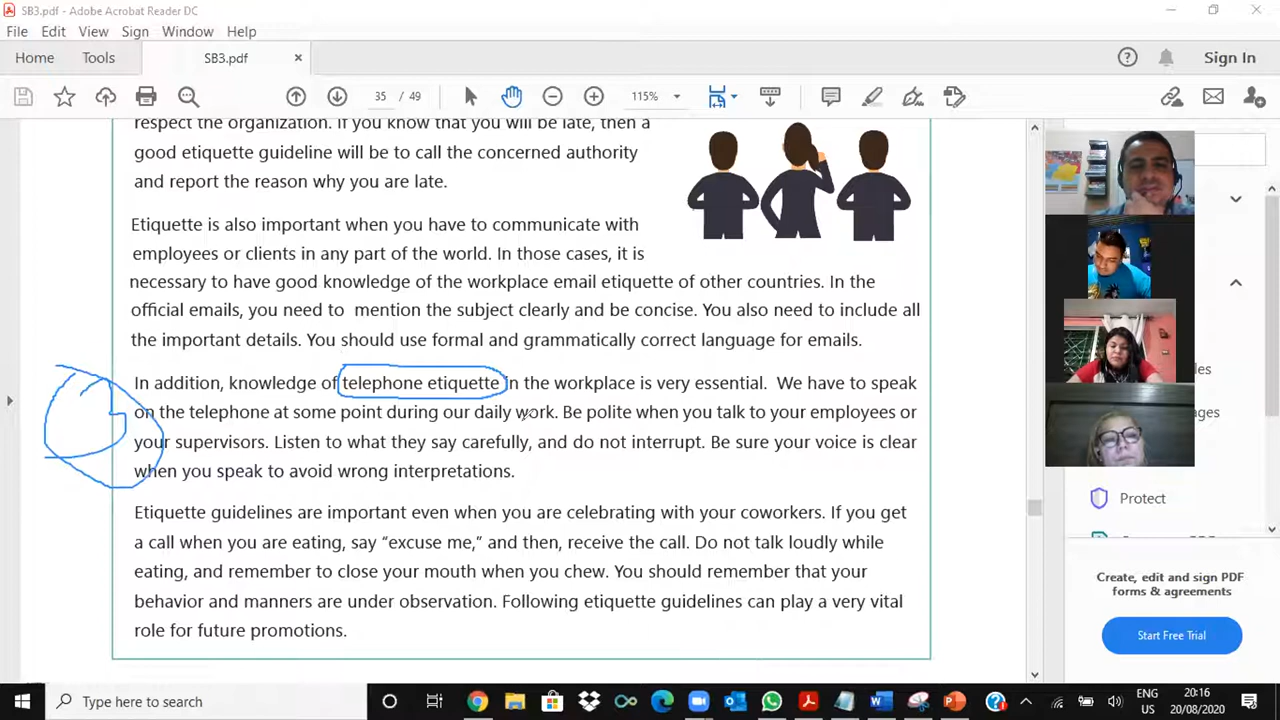 SB3.pdf - Adobe Acrobat Reader DC
File Edit View Sign Window Help
Home Tools SB3.pdf × Sign In
35 / 49 115%
respect the organization. If you know that you will be late, then a
good etiquette guideline will be to call the concerned authority
and report the reason why you are late.
Etiquette is also important when you have to communicate with
employees or clients in any part of the world. In those cases, it is
necessary to have good knowledge of the workplace email etiquette of other countries. In the
official emails, you need to mention the subject clearly and be concise. You also need to include all
the important details. You should use formal and grammatically correct language for emails.
In addition, knowledge of telephone etiquette in the workplace is very essential. We have to speak
on the telephone at some point during our daily work. Be polite when you talk to your employees or
your supervisors. Listen to what they say carefully, and do not interrupt. Be sure your voice is clear
when you speak to avoid wrong interpretations.
Etiquette guidelines are important even when you are celebrating with your coworkers. If you get
a call when you are eating, say “excuse me,” and then, receive the call. Do not talk loudly while
eating, and remember to close your mouth when you chew. You should remember that your
behavior and manners are under observation. Following etiquette guidelines can play a very vital
role for future promotions.
Protect
Create, edit and sign PDF
forms & agreements
Start Free Trial
Type here to search
ENG
US
20:16
20/08/2020